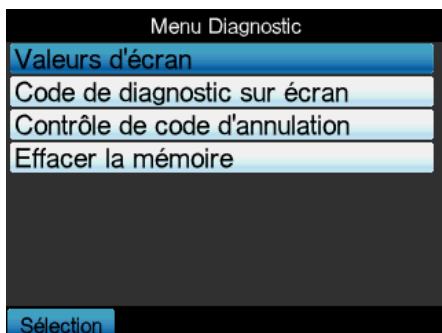 Menu Diagnostic
Valeurs d'écran
Code de diagnostic sur écran
Contrôle de code d'annulation
Effacer la mémoire
Sélection